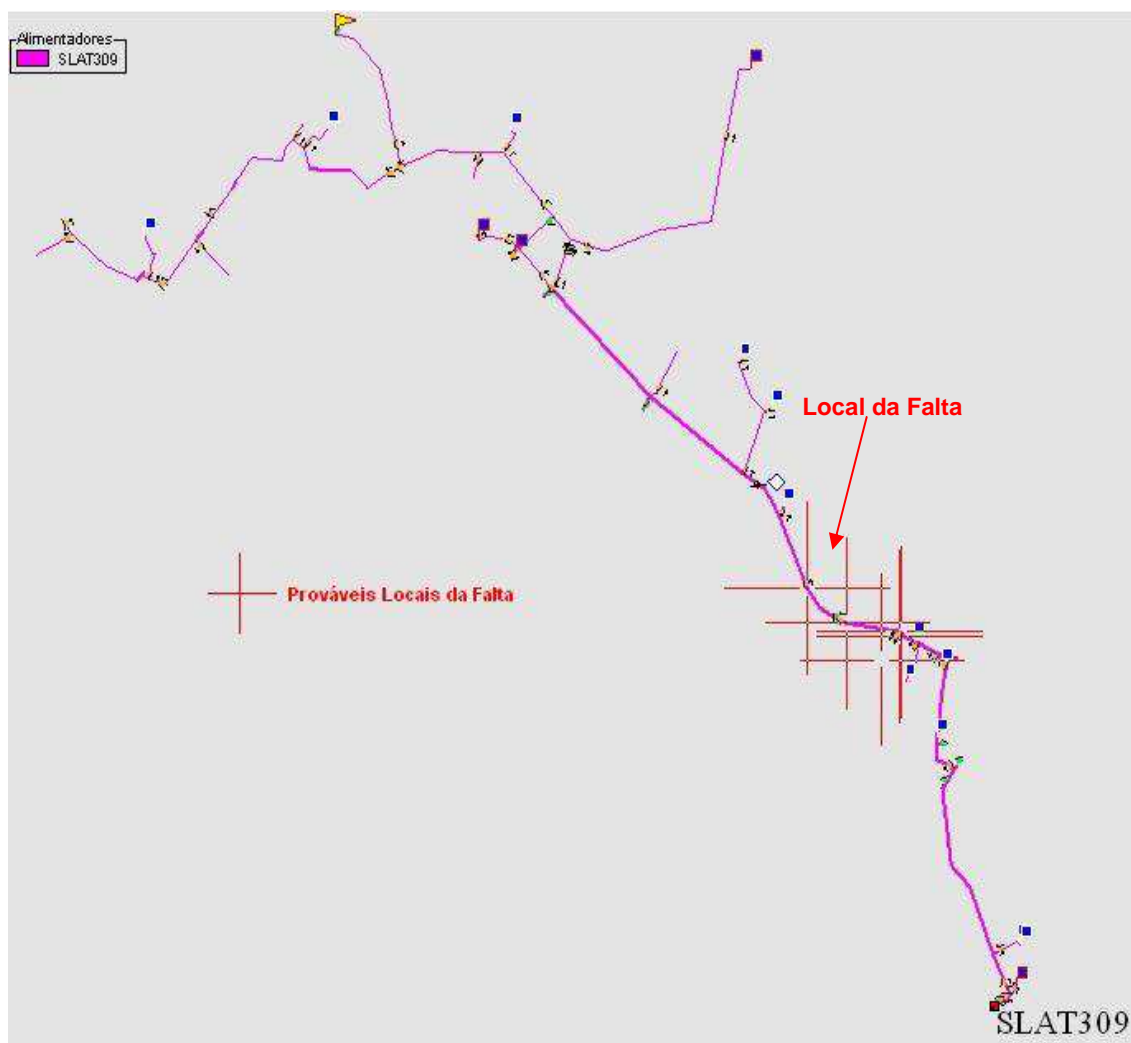 Alimentadores
SLAT309
Local da Falta
Prováveis Locais da Falta
SLAT309